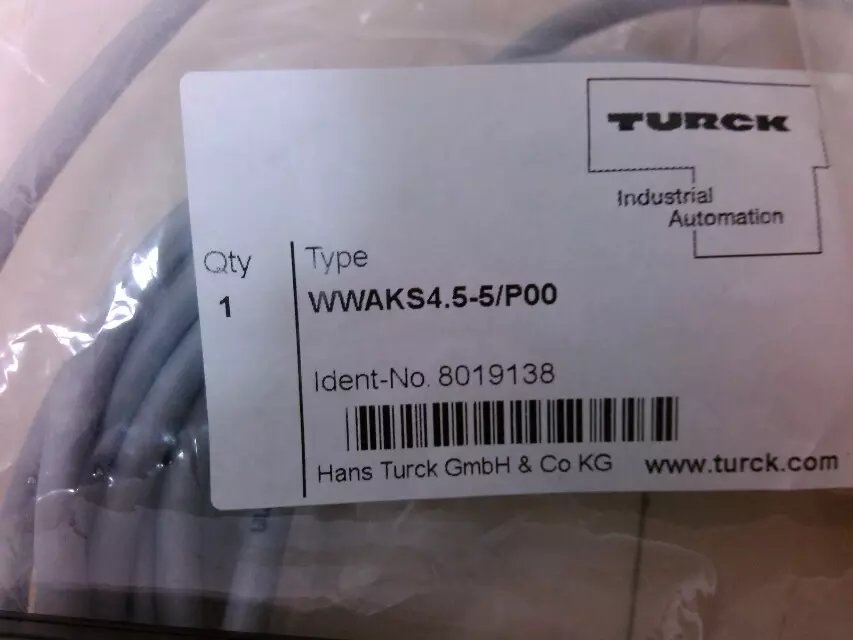 TURCK
Industrial
Automation
Qty
1
Type
WWAKS4.5-5/P00
Ident-No. 8019138
Hans Turck GmbH & Co KG
www.turck.com